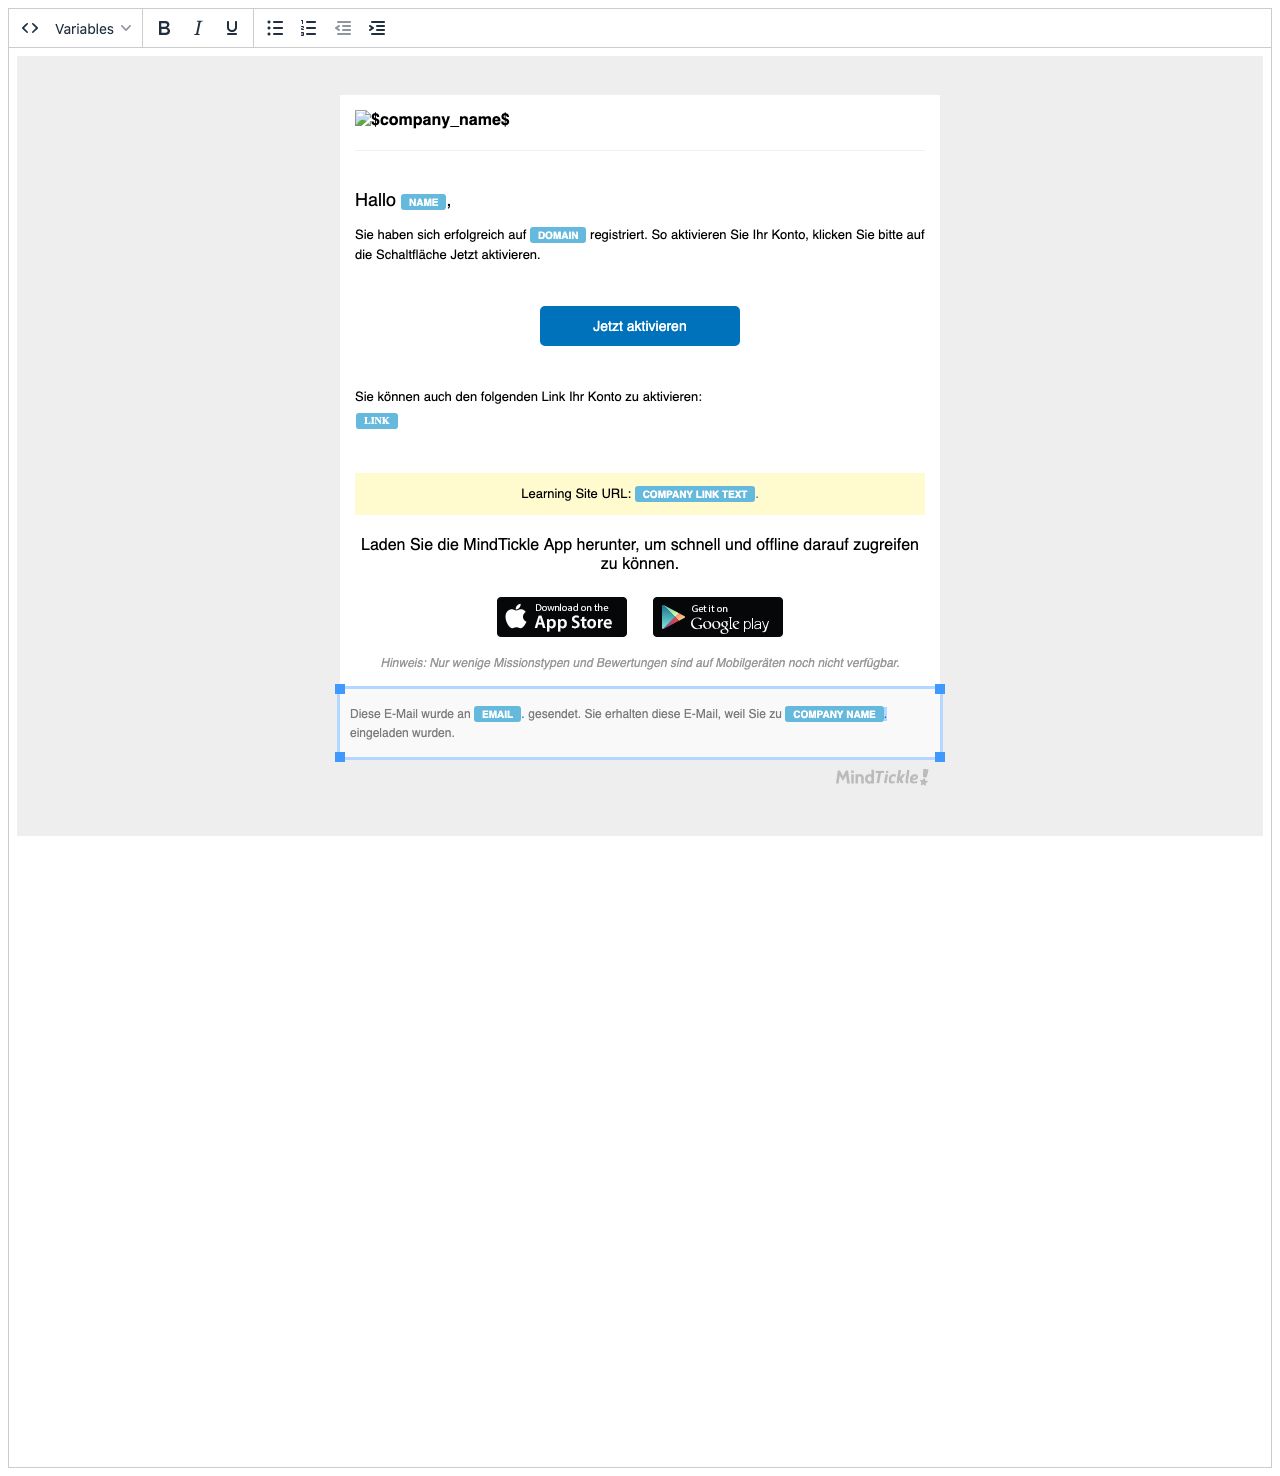 Variables
B I U
$company_name$
Hallo NAME,
Sie haben sich erfolgreich auf DOMAIN registriert. So aktivieren Sie Ihr Konto, klicken Sie bitte auf
die Schaltfläche Jetzt aktivieren.
Jetzt aktivieren
Sie können auch den folgenden Link Ihr Konto zu aktivieren:
LINK
Learning Site URL: COMPANY LINK TEXT.
Laden Sie die MindTickle App herunter, um schnell und offline darauf zugreifen
zu können.
Download on the
App Store
Get it on
Google play
Hinweis: Nur wenige Missionstypen und Bewertungen sind auf Mobilgeräten noch nicht verfügbar.
Diese E-Mail wurde an EMAIL. gesendet. Sie erhalten diese E-Mail, weil Sie zu COMPANY NAME.
eingeladen wurden.
MindTickle!